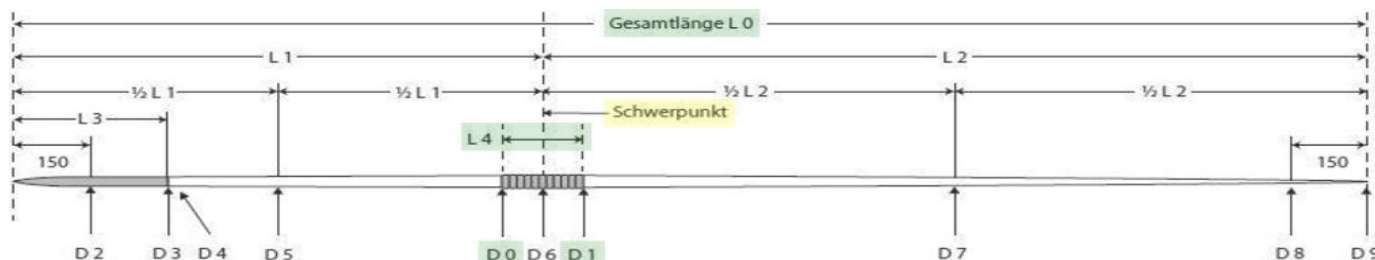 Gesamtlänge L 0
L 1 L 2
½ L 1 ½ L 1 ½ L 2 ½ L 2
Schwerpunkt
L 3
L 4
150 150
D 2 D 3 D 4 D 5 D 0 D 6 D 1 D 7 D 8 D 9